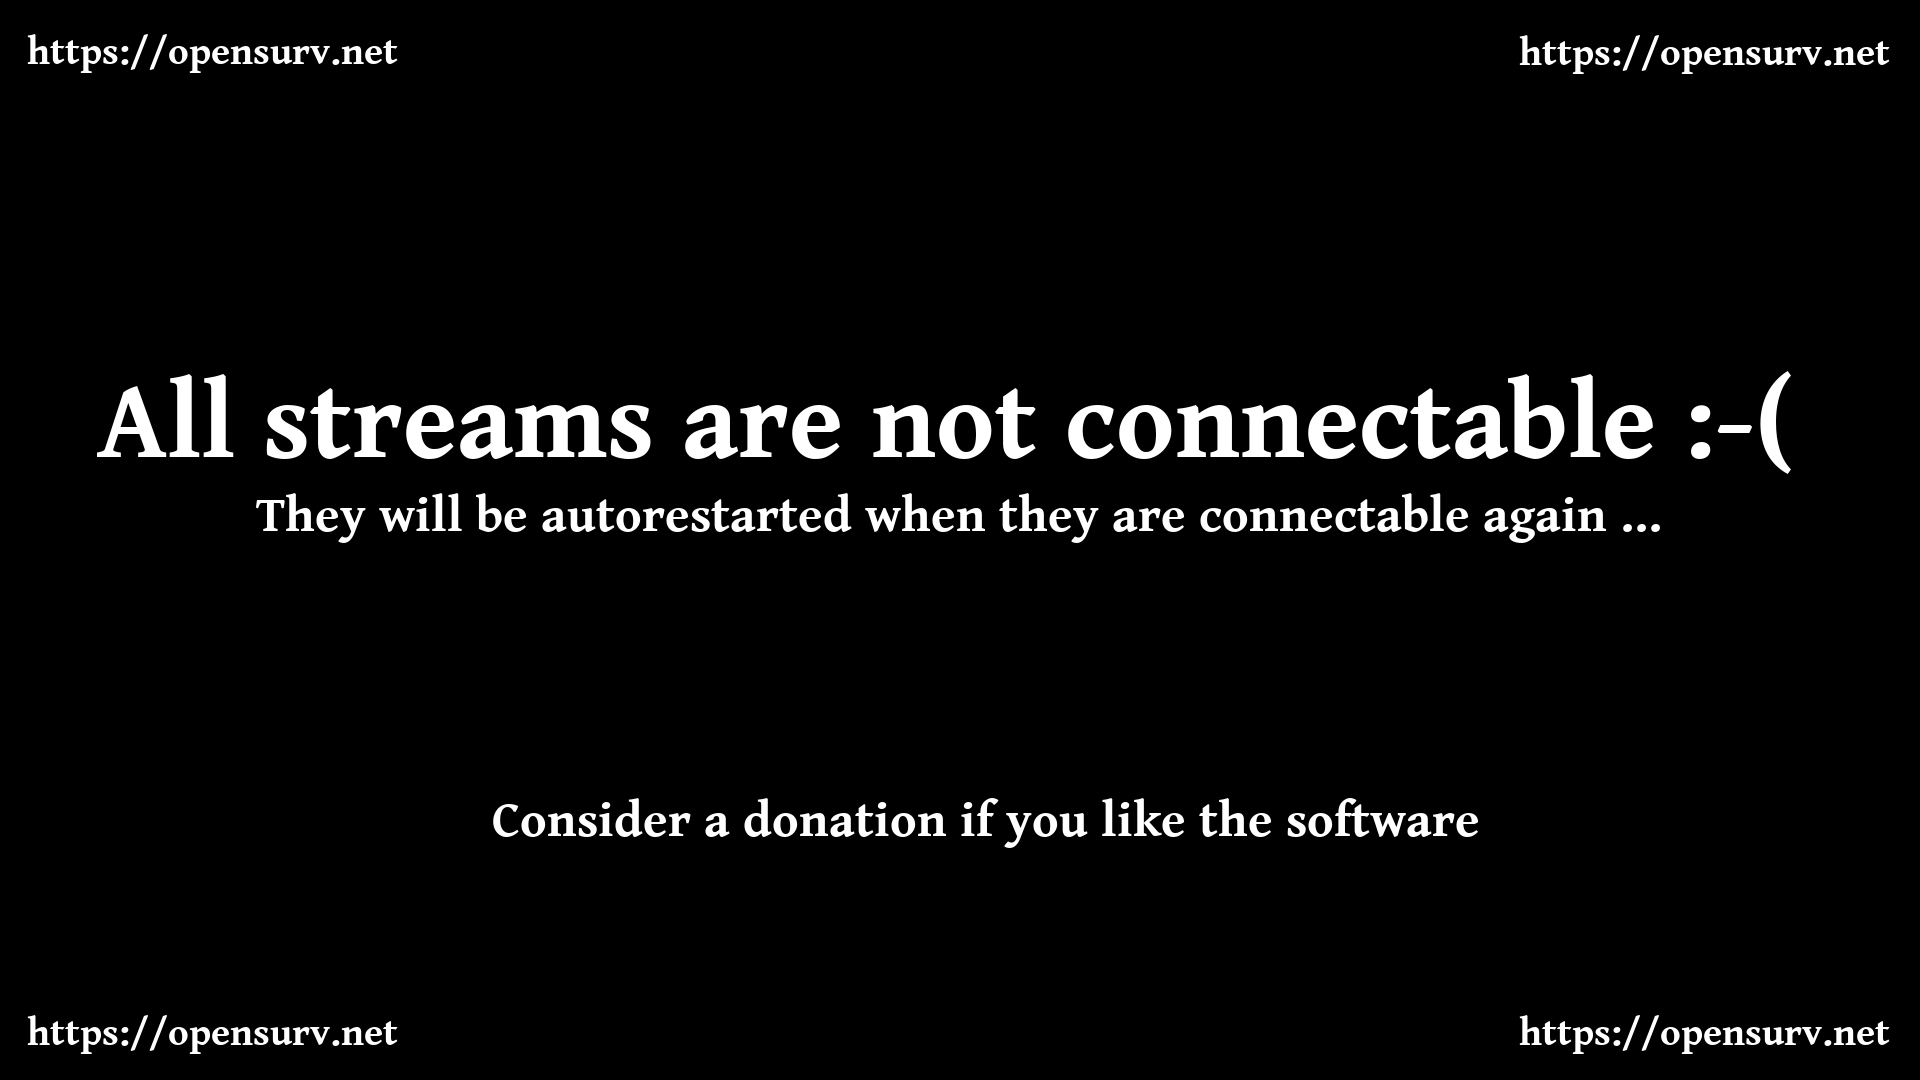 https://opensurv.net
https://opensurv.net
All streams are not connectable :-(
They will be autorestarted when they are connectable again ...
Consider a donation if you like the software
https://opensurv.net
https://opensurv.net